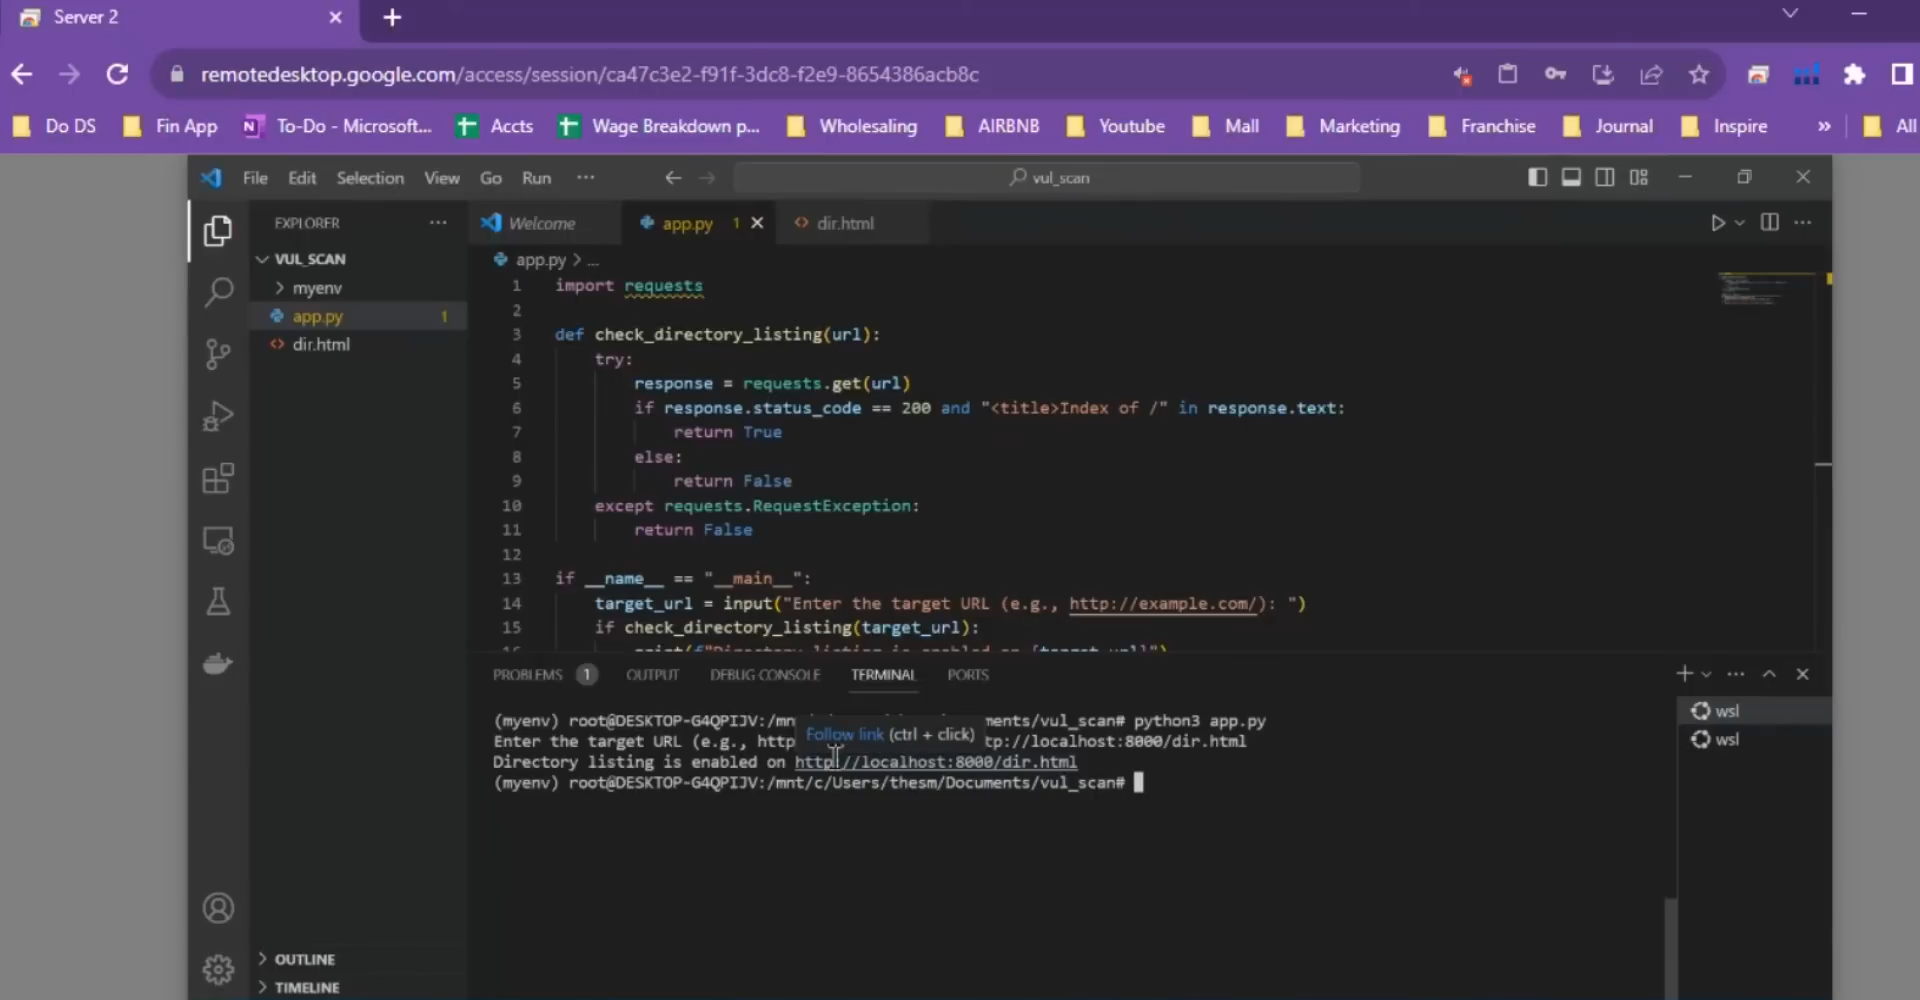 Server 2
remotedesktop.google.com/access/session/ca47c3e2-f91f-3dc8-f2e9-8654386acb8c
Do DS Fin App To-Do - Microsoft... Accts Wage Breakdown p... Wholesaling AIRBNB Youtube Mall Marketing Franchise Journal Inspire » All
File Edit Selection View Go Run ··· vul_scan
EXPLORER ··· Welcome app.py 1 dir.html
VUL_SCAN
myenv
app.py 1
dir.html
app.py > ...
1 import requests
2
3 def check_directory_listing(url):
4 try:
5 response = requests.get(url)
6 if response.status_code == 200 and "<title>Index of /" in response.text:
7 return True
8 else:
9 return False
10 except requests.RequestException:
11 return False
12
13 if __name__ == "__main__":
14 target_url = input("Enter the target URL (e.g., http://example.com/): ")
15 if check_directory_listing(target_url):
16 print(f"Directory listing is enabled on {target_url}")
PROBLEMS 1 OUTPUT DEBUG CONSOLE TERMINAL PORTS
(myenv) root@DESKTOP-G4QPIJV:/mn ments/vul_scan# python3 app.py
Follow link (ctrl + click)
Enter the target URL (e.g., http tp://localhost:8000/dir.html
Directory listing is enabled on http://localhost:8000/dir.html
(myenv) root@DESKTOP-G4QPIJV:/mnt/c/Users/thesm/Documents/vul_scan#
wsl
wsl
OUTLINE
TIMELINE